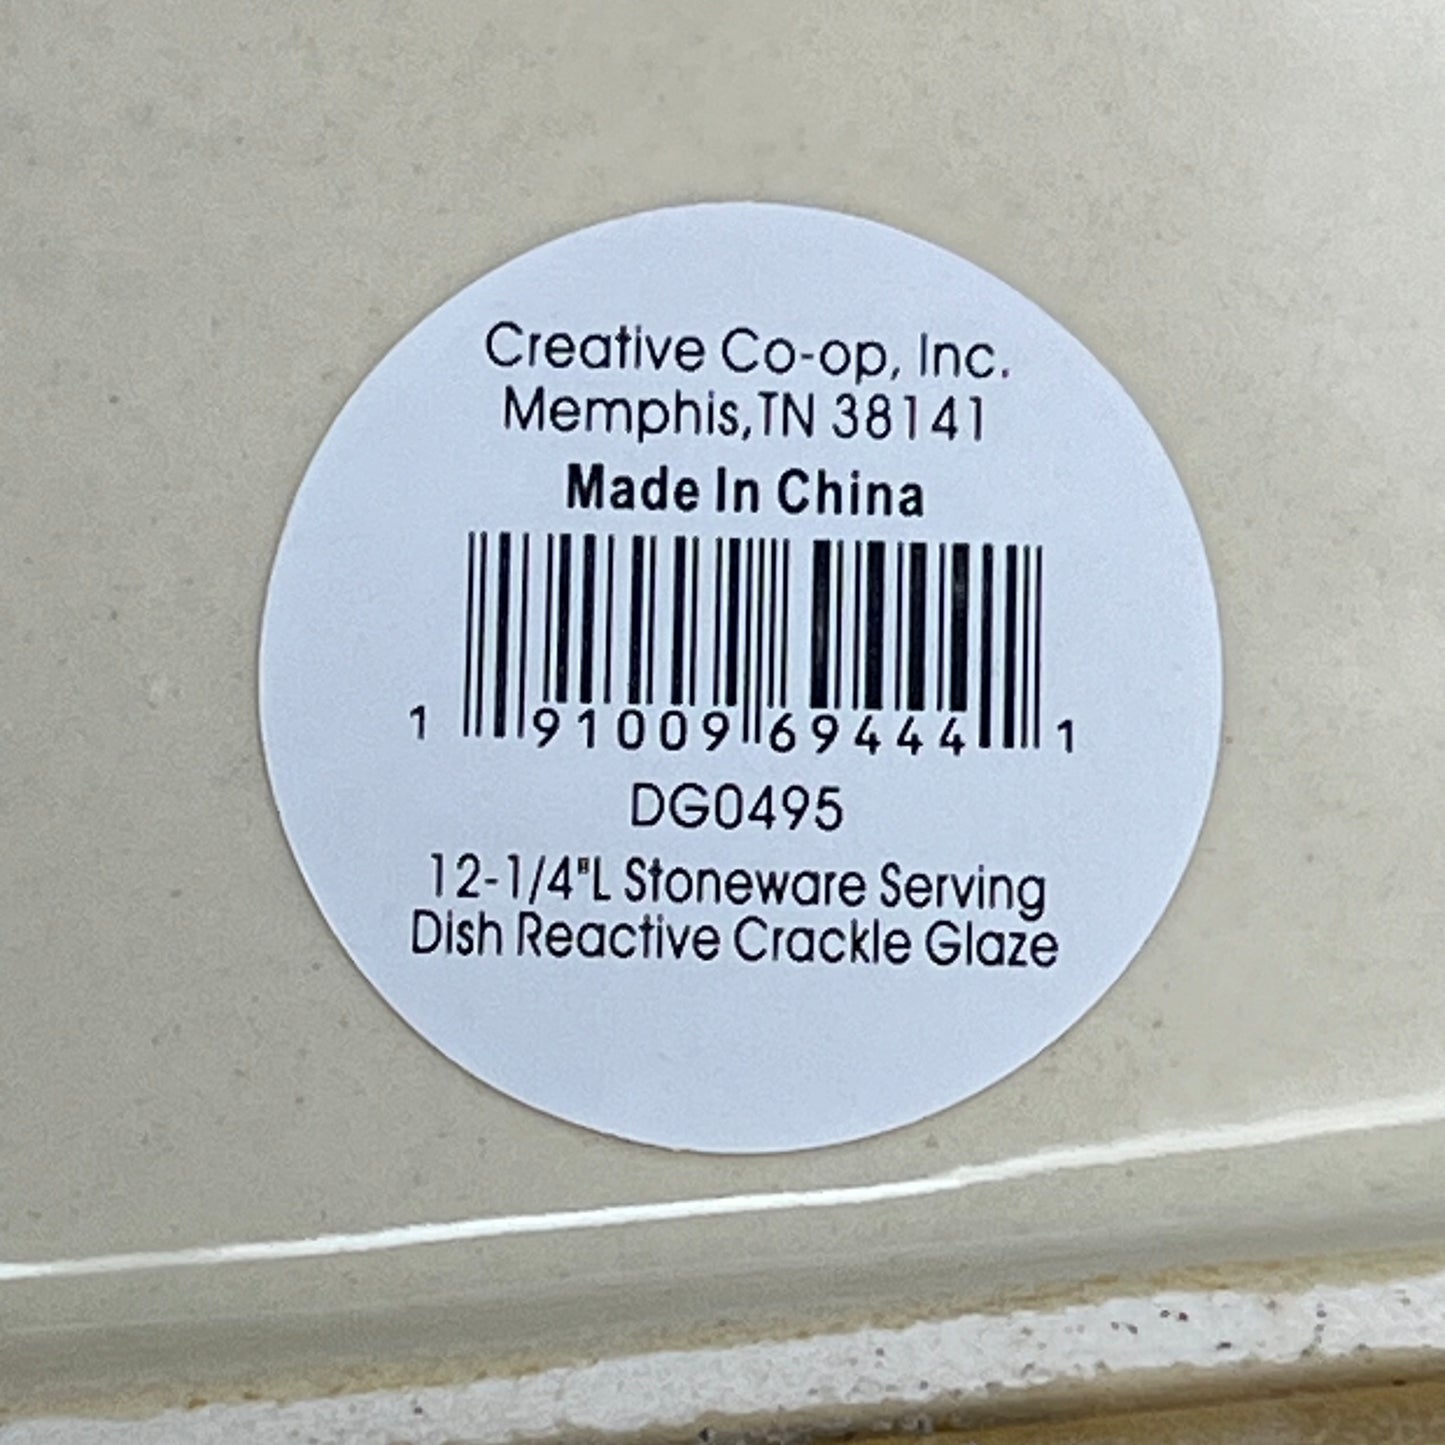 Creative Co-op, Inc.
Memphis,TN 38141
Made In China
1 91009 69444 1
DG0495
12-1/4"L Stoneware Serving
Dish Reactive Crackle Glaze